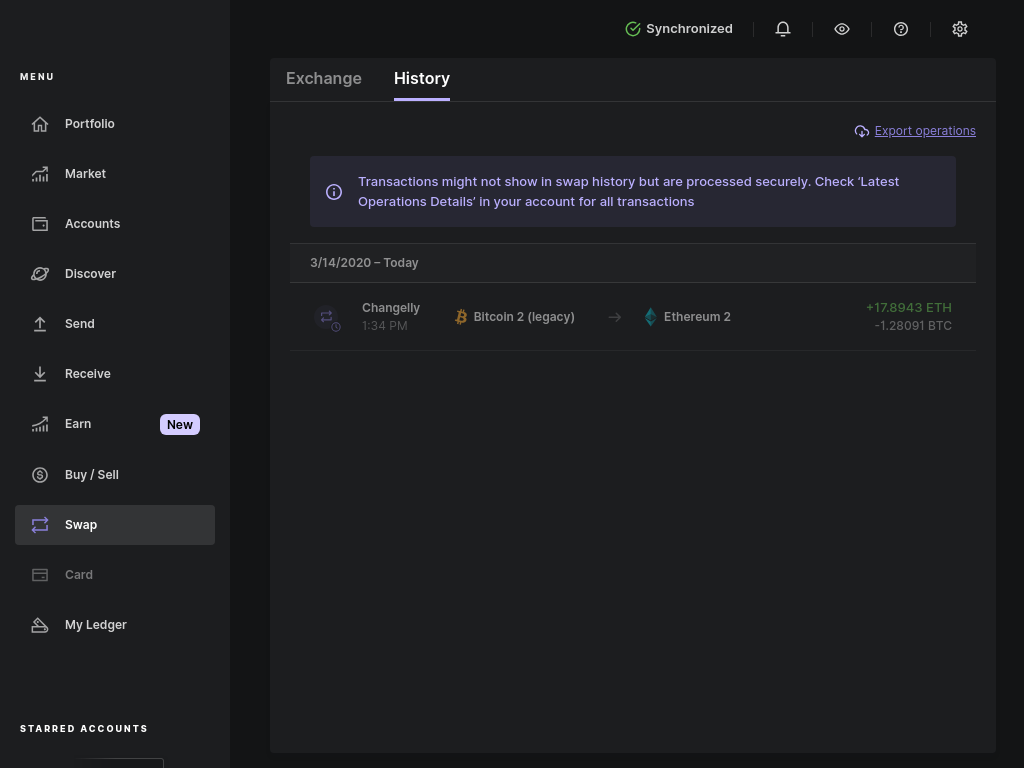 Synchronized
MENU
Portfolio
Market
Accounts
Discover
Send
Receive
Earn New
Buy / Sell
Swap
Card
My Ledger
STARRED ACCOUNTS
Exchange History
Export operations
Transactions might not show in swap history but are processed securely. Check ‘Latest
Operations Details’ in your account for all transactions
3/14/2020 – Today
Changelly
1:34 PM
Bitcoin 2 (legacy) → Ethereum 2
+17.8943 ETH
-1.28091 BTC